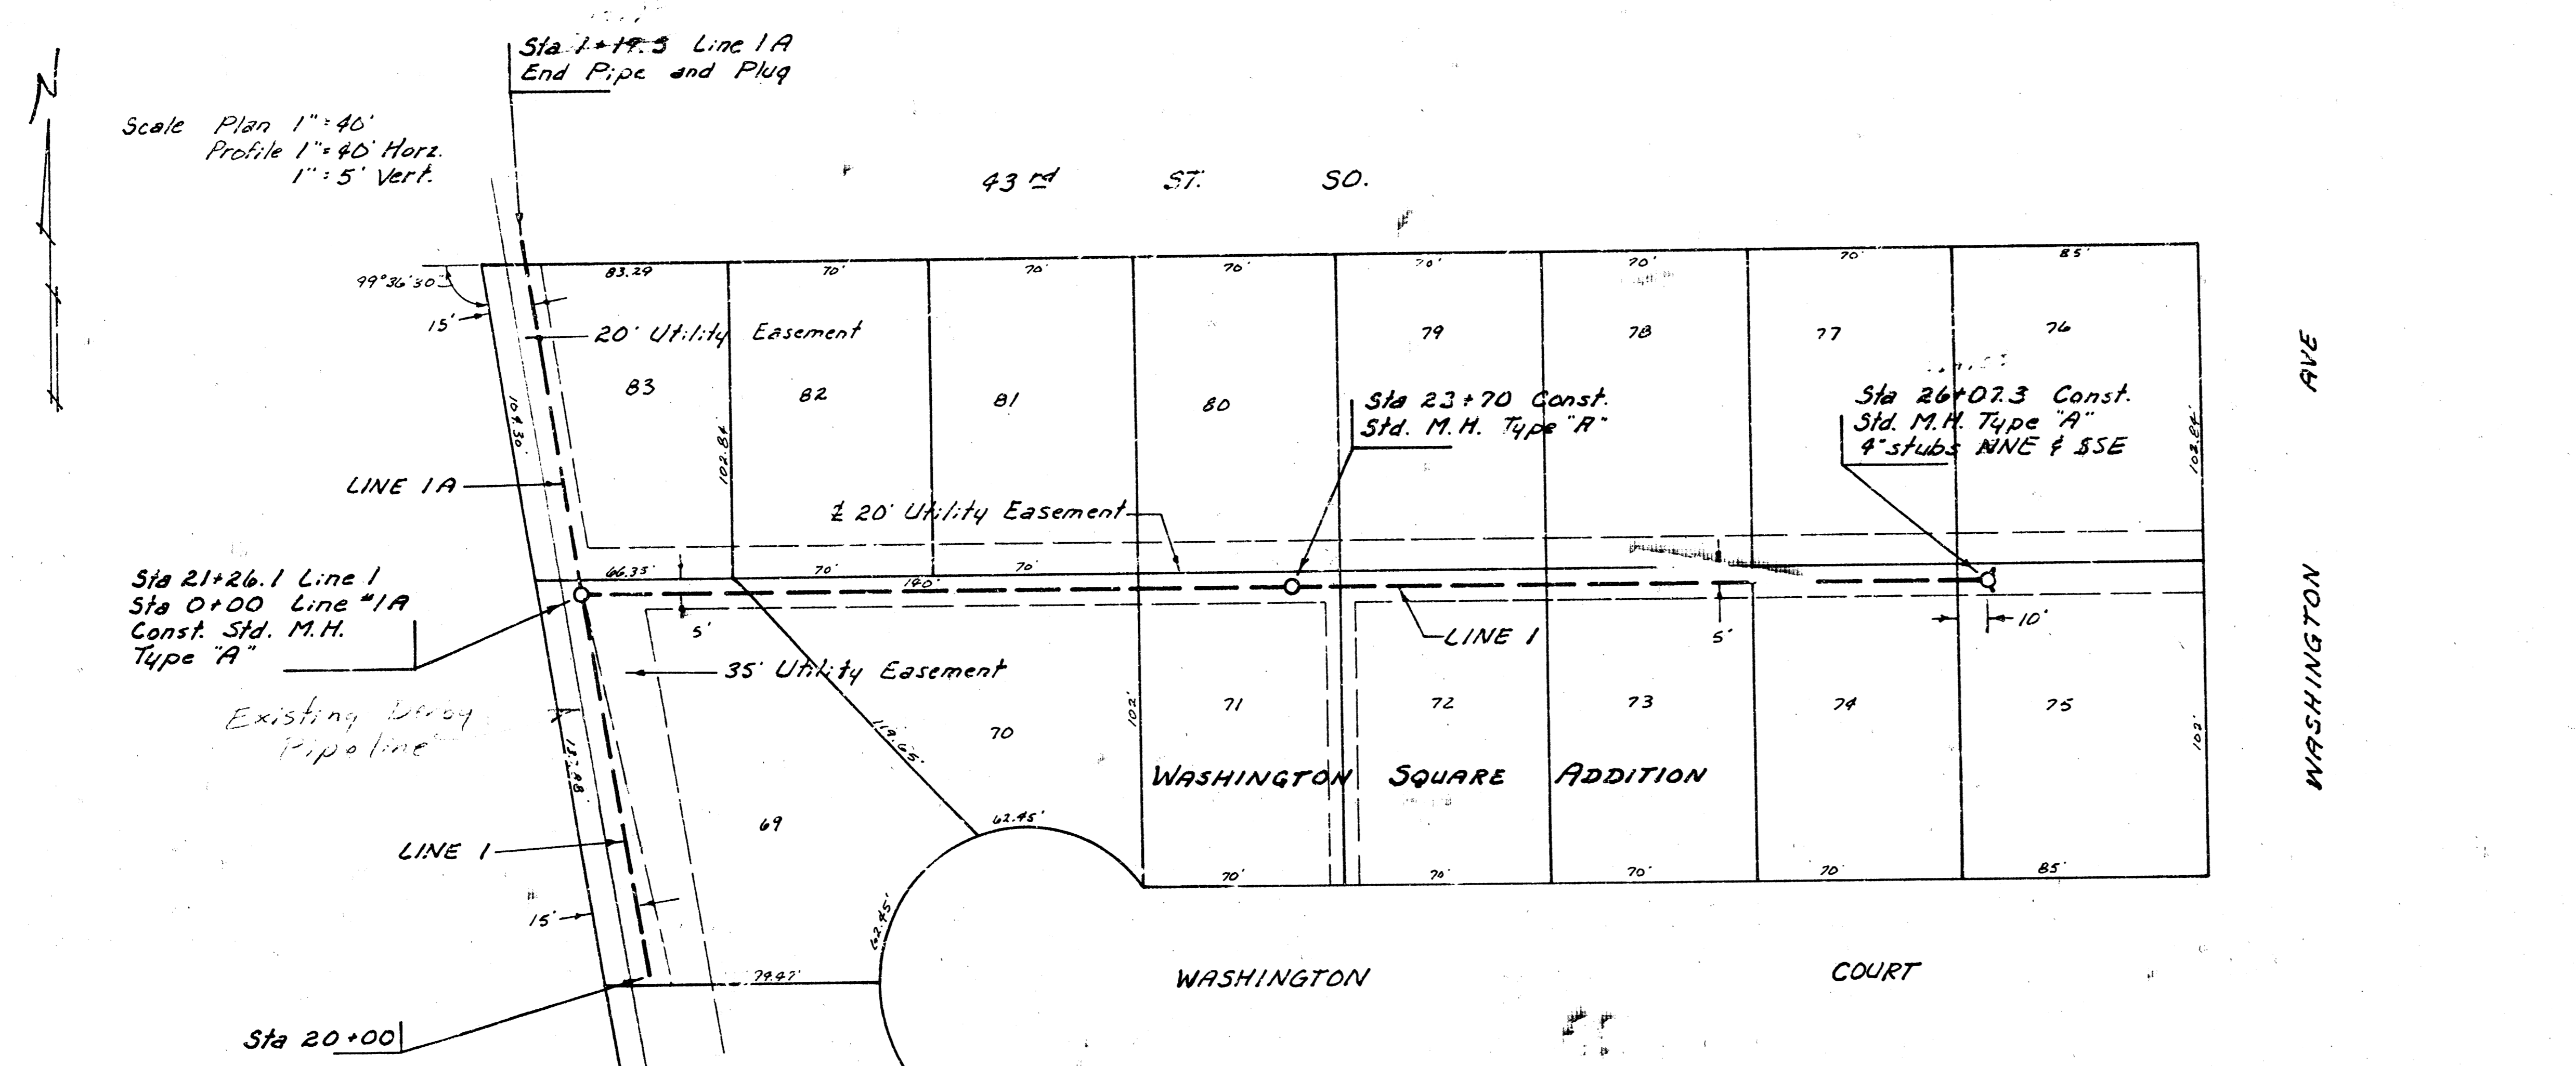 Sta 1+19.3 Line 1A
End Pipe and Plug
Scale Plan 1"=40'
Profile 1"=40' Horz.
1"=5' Vert.
N
43rd ST. SO.
99°36'30"
83.29
70'
70'
70'
70'
70'
70'
85'
15'
20' Utility Easement
83
82
81
80
79
78
77
76
104.30'
102.84'
102.84'
Sta 23+70 Const.
Std. M.H. Type "A"
Sta 26+07.3 Const.
Std. M.H. Type "A"
4" stubs NNE & SSE
LINE 1A
℄ 20' Utility Easement
66.35'
70'
140'
70'
Sta 21+26.1 Line 1
Sta 0+00 Line #1A
Const. Std. M.H.
Type "A"
5'
LINE 1
5'
10'
35' Utility Easement
Existing Derby
Pipeline
119.65'
102'
102'
69
70
71
72
73
74
75
WASHINGTON SQUARE ADDITION
62.45'
62.45'
LINE 1
15'
70'
70'
70'
70'
85'
79.47'
WASHINGTON COURT
Sta 20+00
WASHINGTON AVE